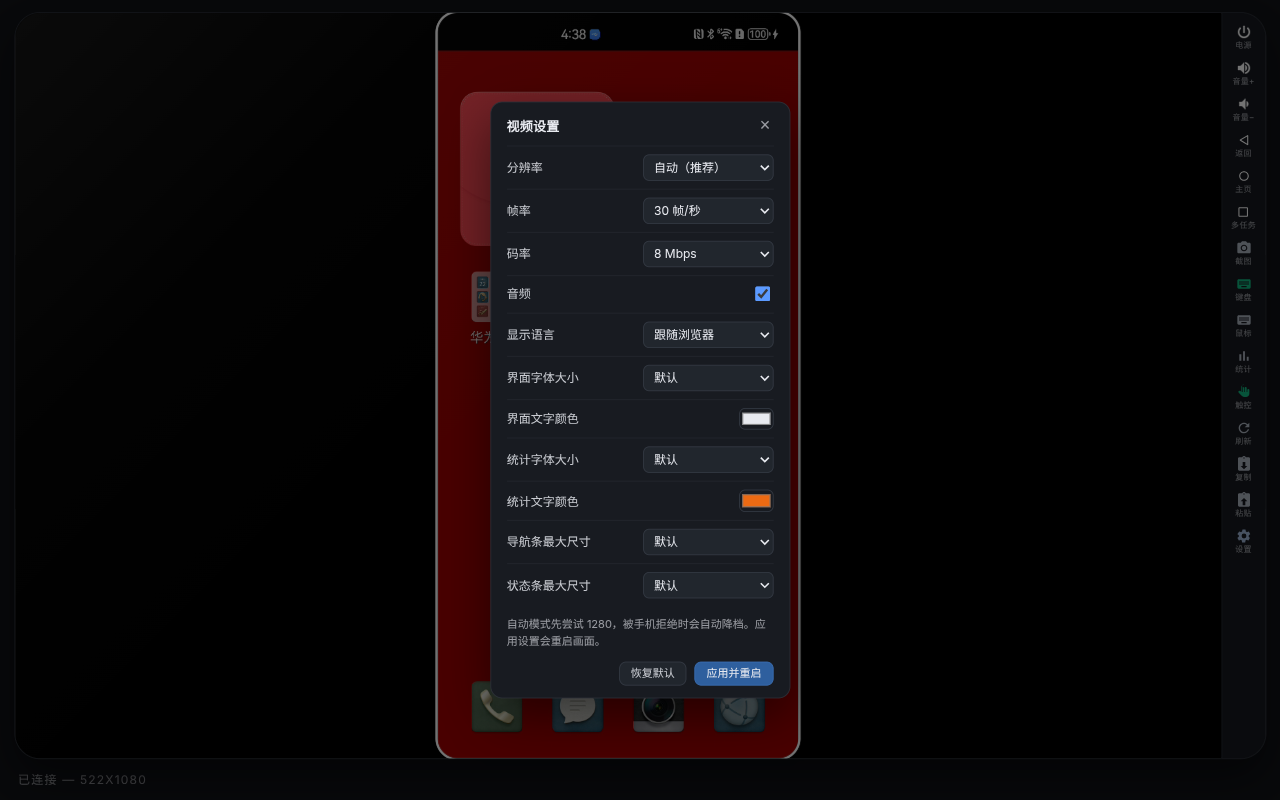 4:38
100
视频设置
分辨率
自动（推荐）
帧率
30 帧/秒
码率
8 Mbps
音频
显示语言
跟随浏览器
界面字体大小
默认
界面文字颜色
统计字体大小
默认
统计文字颜色
导航条最大尺寸
默认
状态条最大尺寸
默认
自动模式先尝试 1280，被手机拒绝时会自动降档。应
用设置会重启画面。
恢复默认
应用并重启
华为
电源
音量+
音量-
返回
主页
多任务
截图
键盘
鼠标
统计
触控
刷新
复制
粘贴
设置
已连接 — 522X1080